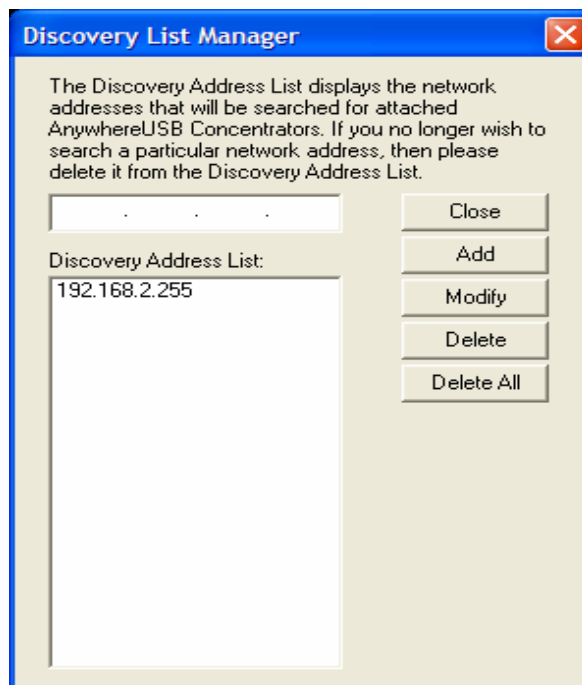 Discovery List Manager
The Discovery Address List displays the network
addresses that will be searched for attached
AnywhereUSB Concentrators. If you no longer wish to
search a particular network address, then please
delete it from the Discovery Address List.
. . .
Close
Discovery Address List:
Add
192.168.2.255
Modify
Delete
Delete All